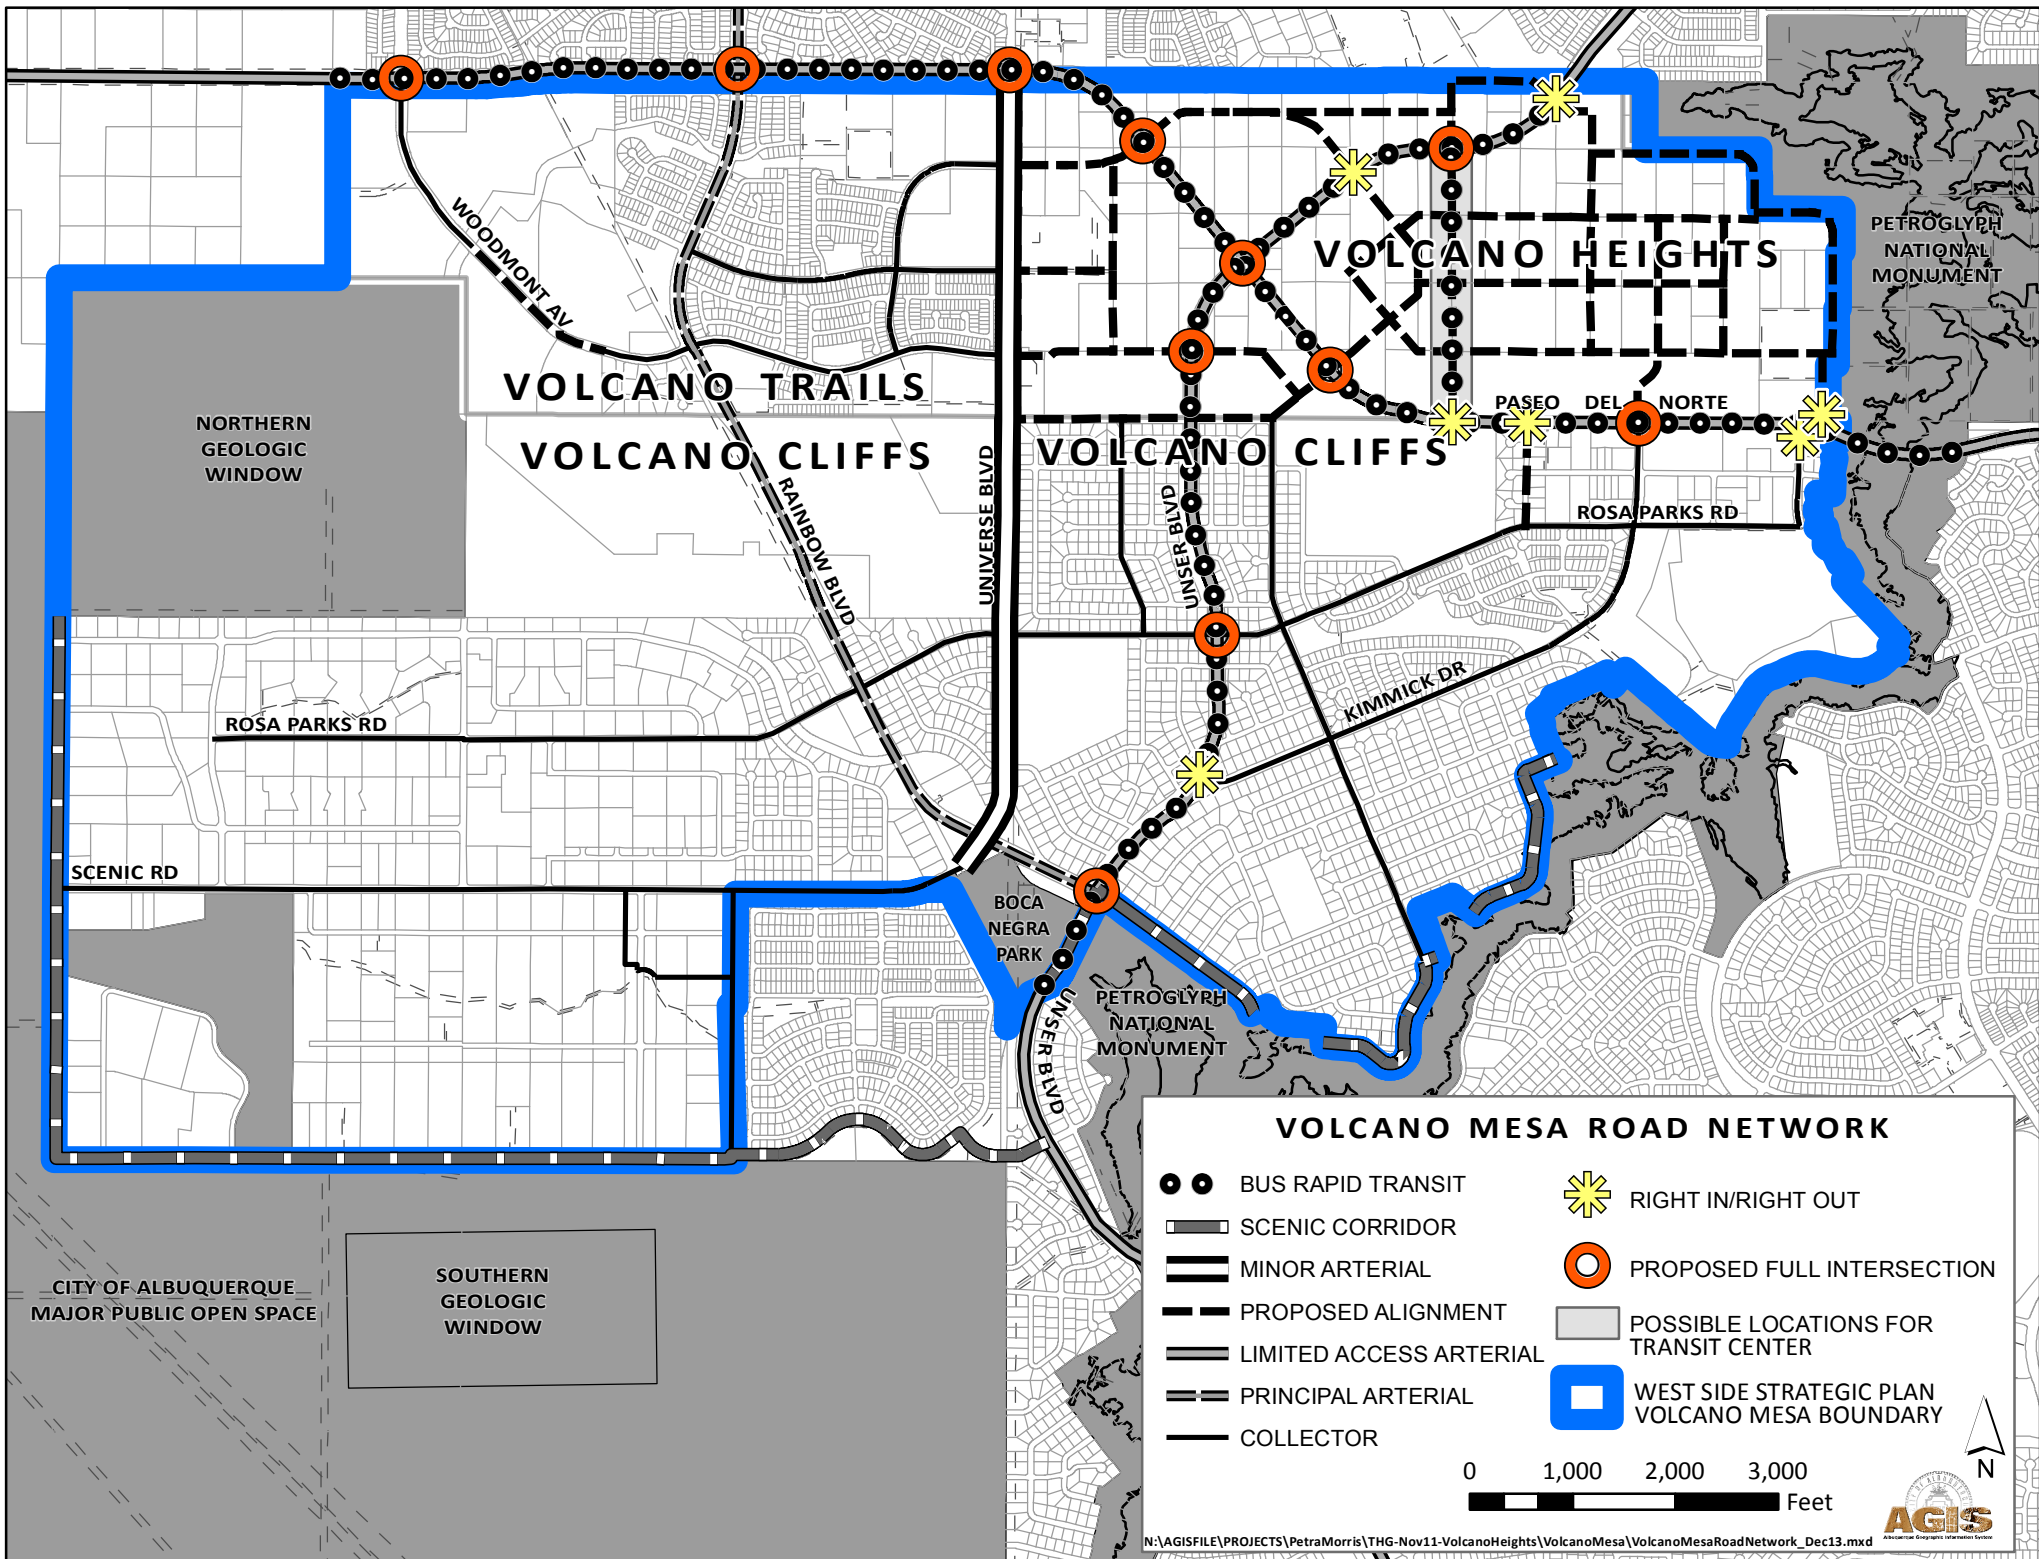 PETROGLYPH
NATIONAL
MONUMENT
VOLCANO HEIGHTS
WOODMONT AV
VOLCANO TRAILS
PASEO DEL NORTE
NORTHERN
GEOLOGIC
WINDOW
VOLCANO CLIFFS
VOLCANO CLIFFS
UNIVERSE BLVD
RAINBOW BLVD
UNSER BLVD
ROSA PARKS RD
KIMMICK DR
ROSA PARKS RD
SCENIC RD
BOCA
NEGRA
PARK
UNSER BLVD
PETROGLYPH
NATIONAL
MONUMENT
CITY OF ALBUQUERQUE
MAJOR PUBLIC OPEN SPACE
SOUTHERN
GEOLOGIC
WINDOW
VOLCANO MESA ROAD NETWORK
BUS RAPID TRANSIT
SCENIC CORRIDOR
MINOR ARTERIAL
PROPOSED ALIGNMENT
LIMITED ACCESS ARTERIAL
PRINCIPAL ARTERIAL
COLLECTOR
RIGHT IN/RIGHT OUT
PROPOSED FULL INTERSECTION
POSSIBLE LOCATIONS FOR
TRANSIT CENTER
WEST SIDE STRATEGIC PLAN
VOLCANO MESA BOUNDARY
N
0 1,000 2,000 3,000
Feet
AGIS
Albuquerque Geographic Information System
N:\AGISFILE\PROJECTS\PetraMorris\THG-Nov11-VolcanoHeights\VolcanoMesa\VolcanoMesaRoadNetwork_Dec13.mxd